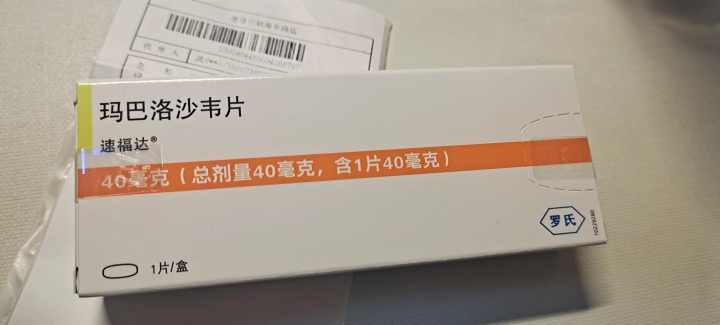 收货人
玛巴洛沙韦片
速福达®
40毫克（总剂量40毫克，含1片40毫克）
罗氏
10229280
1片/盒